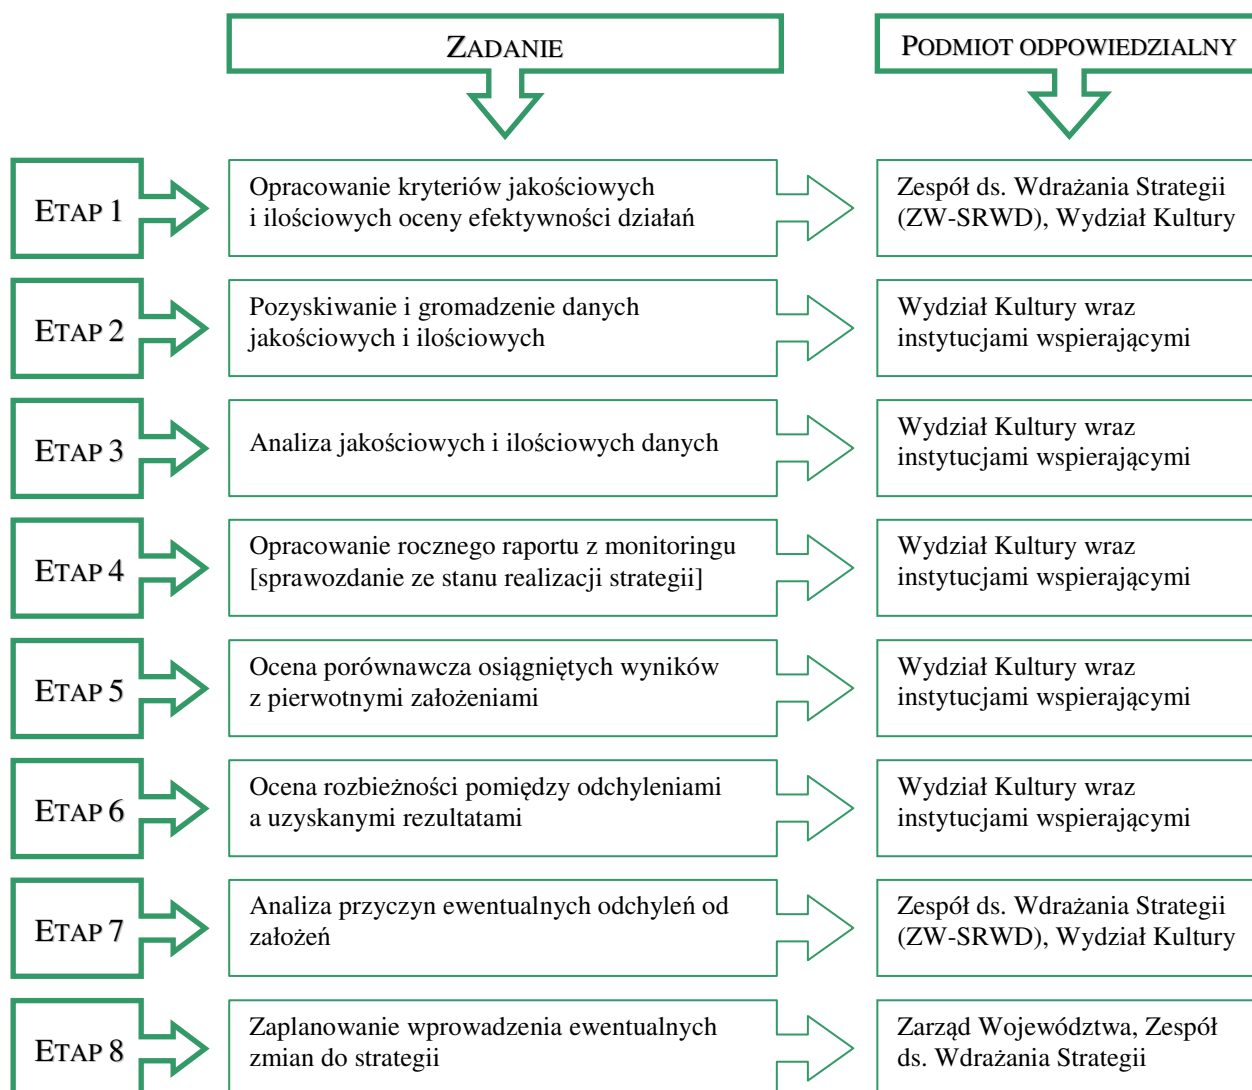 ZADANIE
PODMIOT ODPOWIEDZIALNY
ETAP 1
Opracowanie kryteriów jakościowych
i ilościowych oceny efektywności działań
Zespół ds. Wdrażania Strategii
(ZW-SRWD), Wydział Kultury
ETAP 2
Pozyskiwanie i gromadzenie danych
jakościowych i ilościowych
Wydział Kultury wraz
instytucjami wspierającymi
ETAP 3
Analiza jakościowych i ilościowych danych
Wydział Kultury wraz
instytucjami wspierającymi
ETAP 4
Opracowanie rocznego raportu z monitoringu
[sprawozdanie ze stanu realizacji strategii]
Wydział Kultury wraz
instytucjami wspierającymi
ETAP 5
Ocena porównawcza osiągniętych wyników
z pierwotnymi założeniami
Wydział Kultury wraz
instytucjami wspierającymi
ETAP 6
Ocena rozbieżności pomiędzy odchyleniami
a uzyskanymi rezultatami
Wydział Kultury wraz
instytucjami wspierającymi
ETAP 7
Analiza przyczyn ewentualnych odchyleń od
założeń
Zespół ds. Wdrażania Strategii
(ZW-SRWD), Wydział Kultury
ETAP 8
Zaplanowanie wprowadzenia ewentualnych
zmian do strategii
Zarząd Województwa, Zespół
ds. Wdrażania Strategii